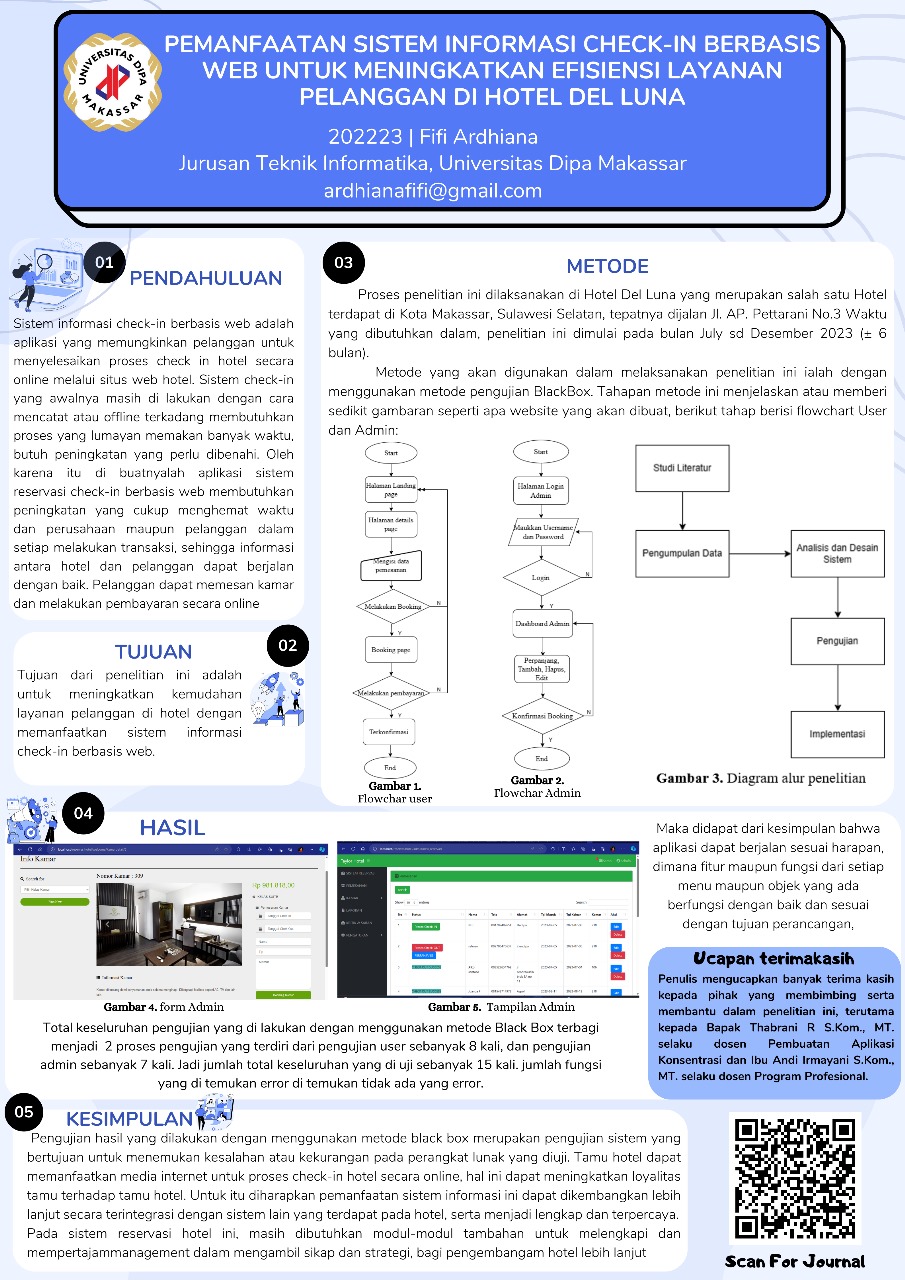 UNIVERSITAS DIPA
MAKASSAR
PEMANFAATAN SISTEM INFORMASI CHECK-IN BERBASIS
WEB UNTUK MENINGKATKAN EFISIENSI LAYANAN
PELANGGAN DI HOTEL DEL LUNA
202223 | Fifi Ardhiana
Jurusan Teknik Informatika, Universitas Dipa Makassar
ardhianafifi@gmail.com
01
PENDAHULUAN
Sistem informasi check-in berbasis web adalah
aplikasi yang memungkinkan pelanggan untuk
menyelesaikan proses check in hotel secara
online melalui situs web hotel. Sistem check-in
yang awalnya masih di lakukan dengan cara
mencatat atau offline terkadang membutuhkan
proses yang lumayan memakan banyak waktu,
butuh peningkatan yang perlu dibenahi. Oleh
karena itu di buatnyalah aplikasi sistem
reservasi check-in berbasis web membutuhkan
peningkatan yang cukup menghemat waktu
dan perusahaan maupun pelanggan dalam
setiap melakukan transaksi, sehingga informasi
antara hotel dan pelanggan dapat berjalan
dengan baik. Pelanggan dapat memesan kamar
dan melakukan pembayaran secara online
02
TUJUAN
Tujuan dari penelitian ini adalah
untuk meningkatkan kemudahan
layanan pelanggan di hotel dengan
memanfaatkan sistem informasi
check-in berbasis web.
03
METODE
Proses penelitian ini dilaksanakan di Hotel Del Luna yang merupakan salah satu Hotel
terdapat di Kota Makassar, Sulawesi Selatan, tepatnya dijalan Jl. AP. Pettarani No.3 Waktu
yang dibutuhkan dalam, penelitian ini dimulai pada bulan July sd Desember 2023 (± 6
bulan).
Metode yang akan digunakan dalam melaksanakan penelitian ini ialah dengan
menggunakan metode pengujian BlackBox. Tahapan metode ini menjelaskan atau memberi
sedikit gambaran seperti apa website yang akan dibuat, berikut tahap berisi flowchart User
dan Admin:
Start
Halaman Landing
page
Halaman details
page
Mengisi data
pemesanan
Melakukan Booking
N
Y
Booking page
Melakukan pembayaran
N
Y
Terkonfirmasi
End
Gambar 1.
Flowchar user
Start
Halaman Login
Admin
Maukkan Username
dan Password
Login
N
Y
Dashboard Admin
Perpanjang,
Tambah, Hapus,
Edit
Konfirmasi Booking
N
Y
End
Gambar 2.
Flowchar Admin
Studi Literatur
Pengumpulan Data
Analisis dan Desain
Sistem
Pengujian
Implementasi
Gambar 3. Diagram alur penelitian
04
HASIL
Info Kamar
Nomor Kamar : 309
Rp 981.818,00
Informasi Kamar
Gambar 4. form Admin
Gambar 5. Tampilan Admin
Total keseluruhan pengujian yang di lakukan dengan menggunakan metode Black Box terbagi
menjadi 2 proses pengujian yang terdiri dari pengujian user sebanyak 8 kali, dan pengujian
admin sebanyak 7 kali. Jadi jumlah total keseluruhan yang di uji sebanyak 15 kali. jumlah fungsi
yang di temukan error di temukan tidak ada yang error.
Maka didapat dari kesimpulan bahwa
aplikasi dapat berjalan sesuai harapan,
dimana fitur maupun fungsi dari setiap
menu maupun objek yang ada
berfungsi dengan baik dan sesuai
dengan tujuan perancangan,
Ucapan terimakasih
Penulis mengucapkan banyak terima kasih
kepada pihak yang membimbing serta
membantu dalam penelitian ini, terutama
kepada Bapak Thabrani R S.Kom., MT.
selaku dosen Pembuatan Aplikasi
Konsentrasi dan Ibu Andi Irmayani S.Kom.,
MT. selaku dosen Program Profesional.
05
KESIMPULAN
Pengujian hasil yang dilakukan dengan menggunakan metode black box merupakan pengujian sistem yang
bertujuan untuk menemukan kesalahan atau kekurangan pada perangkat lunak yang diuji. Tamu hotel dapat
memanfaatkan media internet untuk proses check-in hotel secara online, hal ini dapat meningkatkan loyalitas
tamu terhadap tamu hotel. Untuk itu diharapkan pemanfaatan sistem informasi ini dapat dikembangkan lebih
lanjut secara terintegrasi dengan sistem lain yang terdapat pada hotel, serta menjadi lengkap dan terpercaya.
Pada sistem reservasi hotel ini, masih dibutuhkan modul-modul tambahan untuk melengkapi dan
mempertajammanagement dalam mengambil sikap dan strategi, bagi pengembangam hotel lebih lanjut
Scan For Journal